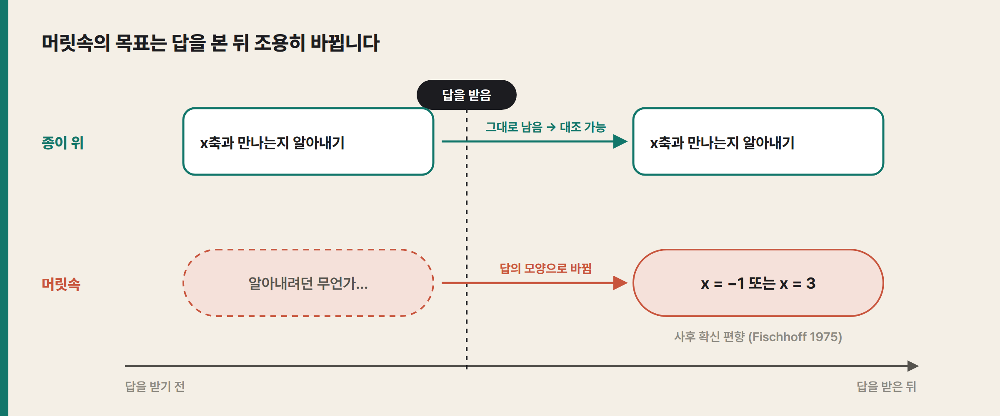 머릿속의 목표는 답을 본 뒤 조용히 바뀝니다
답을 받음
종이 위
x축과 만나는지 알아내기
그대로 남음 → 대조 가능
x축과 만나는지 알아내기
머릿속
알아내려던 무언가...
답의 모양으로 바뀜
x = −1 또는 x = 3
사후 확신 편향 (Fischhoff 1975)
답을 받기 전
답을 받은 뒤